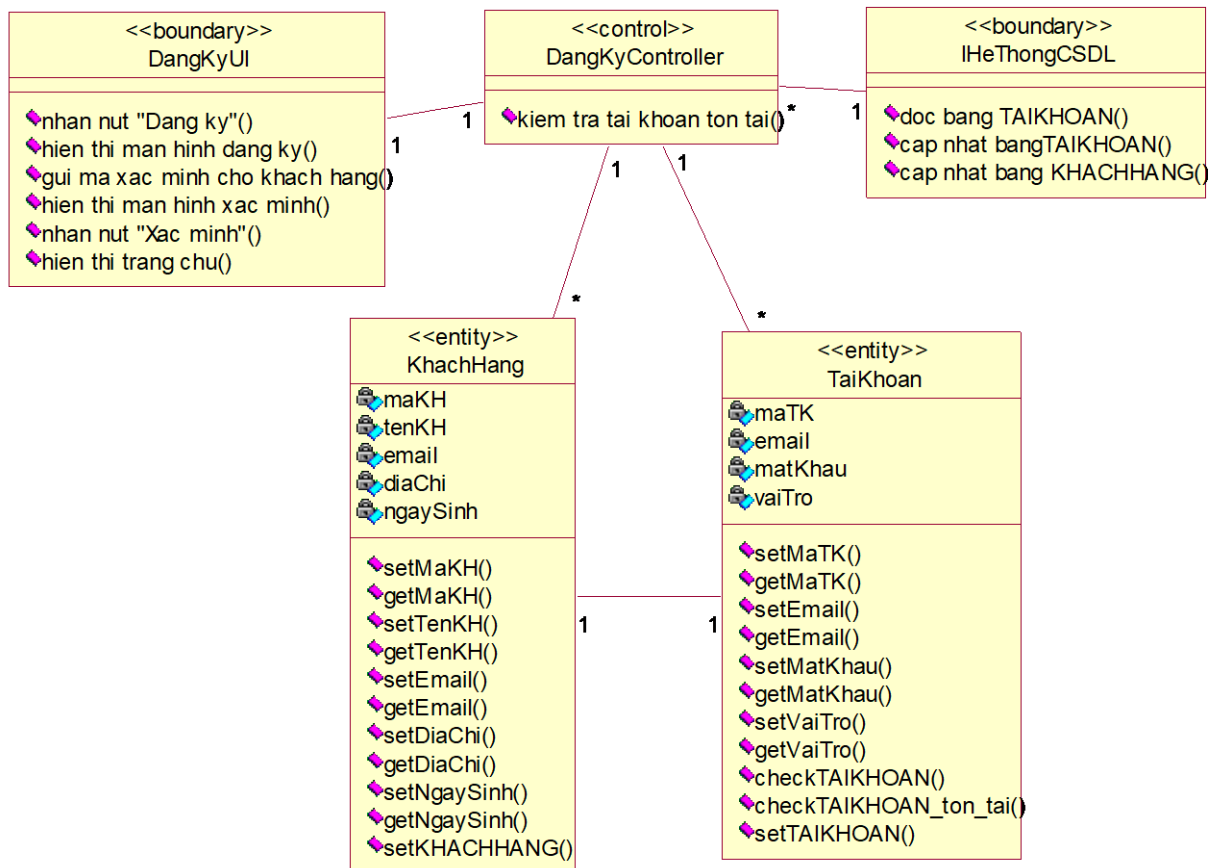 <<boundary>>
DangKyUI
nhan nut "Dang ky"()
hien thi man hinh dang ky()
gui ma xac minh cho khach hang()
hien thi man hinh xac minh()
nhan nut "Xac minh"()
hien thi trang chu()
1
1
<<control>>
DangKyController
kiem tra tai khoan ton tai()
*
1
<<boundary>>
IHeThongCSDL
doc bang TAIKHOAN()
cap nhat bangTAIKHOAN()
cap nhat bang KHACHHANG()
1
1
*
*
<<entity>>
KhachHang
maKH
tenKH
email
diaChi
ngaySinh
setMaKH()
getMaKH()
setTenKH()
getTenKH()
setEmail()
getEmail()
setDiaChi()
getDiaChi()
setNgaySinh()
getNgaySinh()
setKHACHHANG()
1
1
<<entity>>
TaiKhoan
maTK
email
matKhau
vaiTro
setMaTK()
getMaTK()
setEmail()
getEmail()
setMatKhau()
getMatKhau()
setVaiTro()
getVaiTro()
checkTAIKHOAN()
checkTAIKHOAN_ton_tai()
setTAIKHOAN()